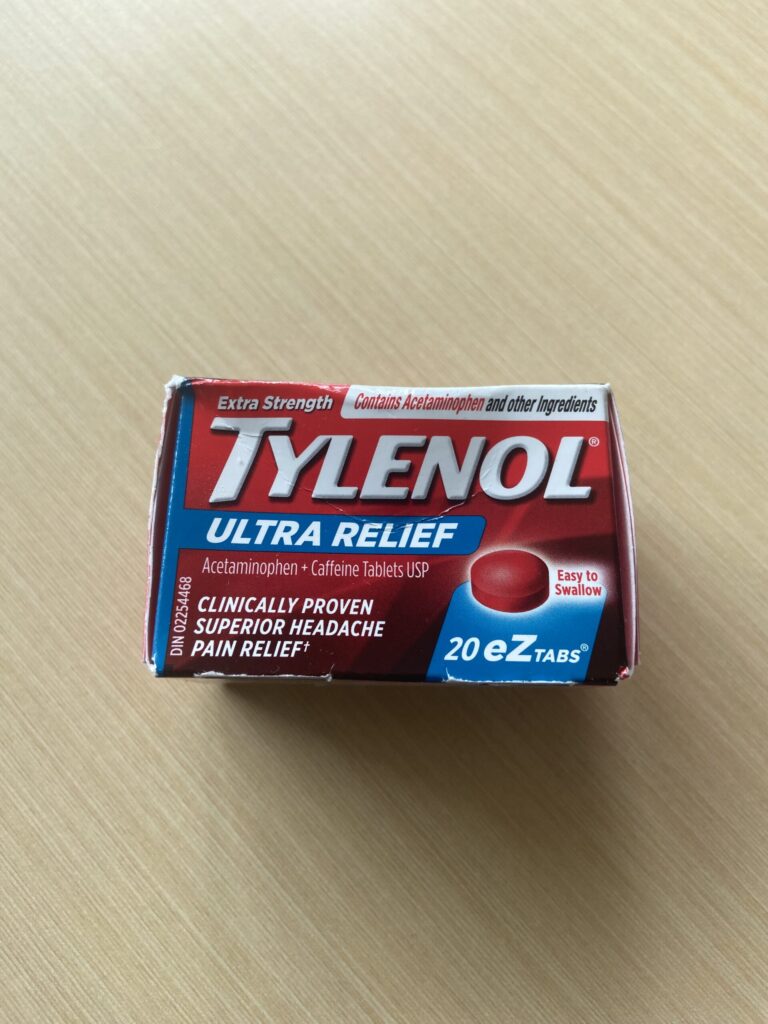 Extra Strength
Contains Acetaminophen and other Ingredients
TYLENOL®
ULTRA RELIEF
Acetaminophen + Caffeine Tablets USP
CLINICALLY PROVEN
SUPERIOR HEADACHE
PAIN RELIEF†
DIN 02254468
Easy to
Swallow
20 eZ TABS®